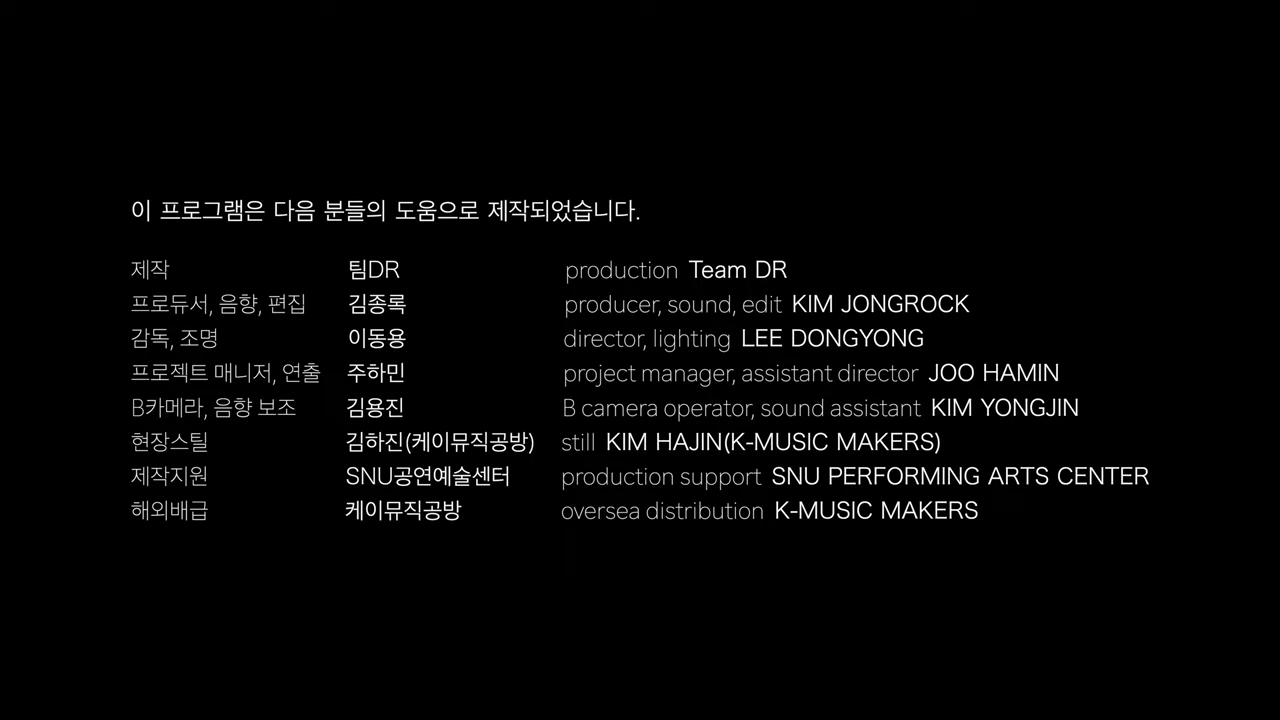 이 프로그램은 다음 분들의 도움으로 제작되었습니다.
제작 팀DR production Team DR
프로듀서, 음향, 편집 김종록 producer, sound, edit KIM JONGROCK
감독, 조명 이동용 director, lighting LEE DONGYONG
프로젝트 매니저, 연출 주하민 project manager, assistant director JOO HAMIN
B카메라, 음향 보조 김용진 B camera operator, sound assistant KIM YONGJIN
현장스틸 김하진(케이뮤직공방) still KIM HAJIN(K-MUSIC MAKERS)
제작지원 SNU공연예술센터 production support SNU PERFORMING ARTS CENTER
해외배급 케이뮤직공방 oversea distribution K-MUSIC MAKERS